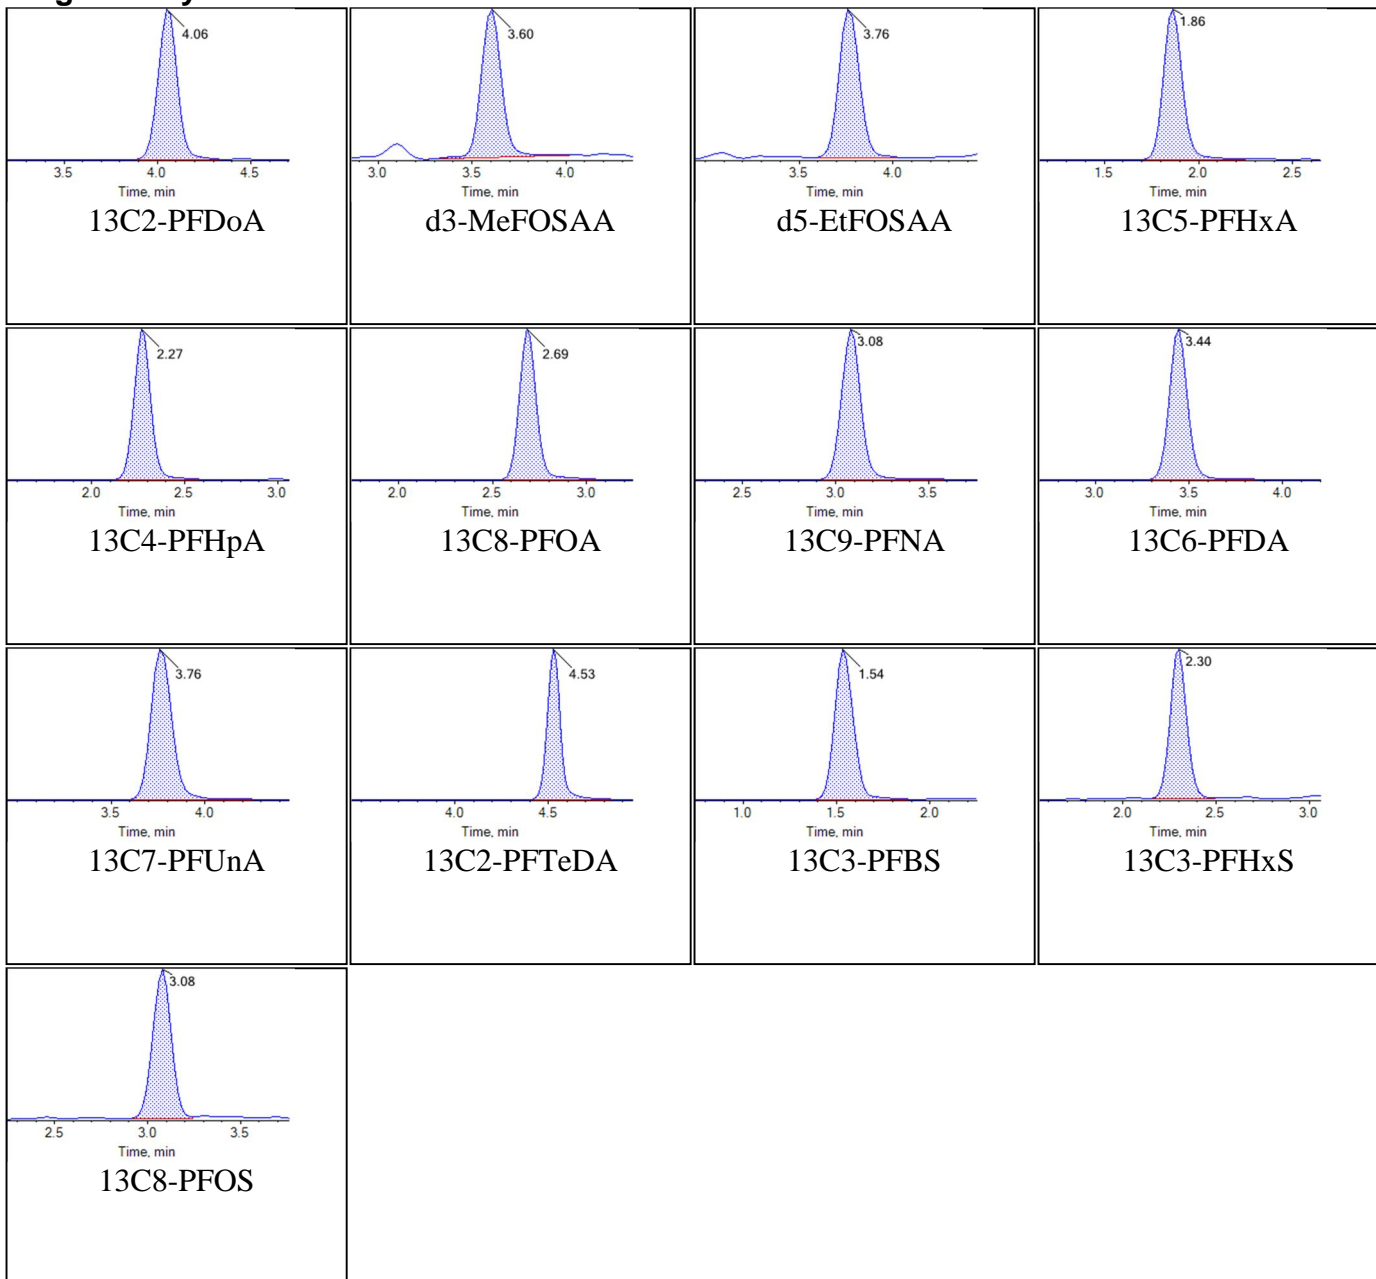 4.06
3.5 4.0 4.5
Time, min
13C2-PFDoA
3.60
3.0 3.5 4.0
Time, min
d3-MeFOSAA
3.76
3.5 4.0
Time, min
d5-EtFOSAA
1.86
1.5 2.0 2.5
Time, min
13C5-PFHxA
2.27
2.0 2.5 3.0
Time, min
13C4-PFHpA
2.69
2.0 2.5 3.0
Time, min
13C8-PFOA
3.08
2.5 3.0 3.5
Time, min
13C9-PFNA
3.44
3.0 3.5 4.0
Time, min
13C6-PFDA
3.76
3.5 4.0
Time, min
13C7-PFUnA
4.53
4.0 4.5
Time, min
13C2-PFTeDA
1.54
1.0 1.5 2.0
Time, min
13C3-PFBS
2.30
2.0 2.5 3.0
Time, min
13C3-PFHxS
3.08
2.5 3.0 3.5
Time, min
13C8-PFOS